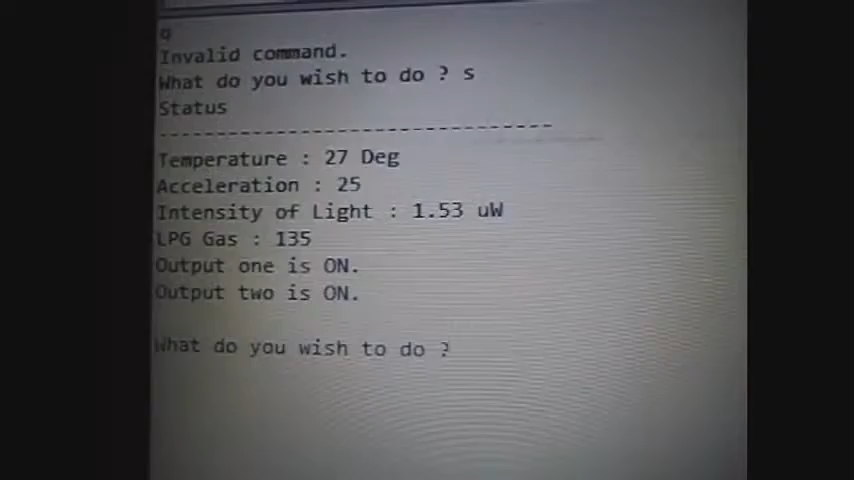 q
Invalid command.
What do you wish to do ? s
Status
---------------------------------
Temperature : 27 Deg
Acceleration : 25
Intensity of Light : 1.53 uW
LPG Gas : 135
Output one is ON.
Output two is ON.
What do you wish to do ?